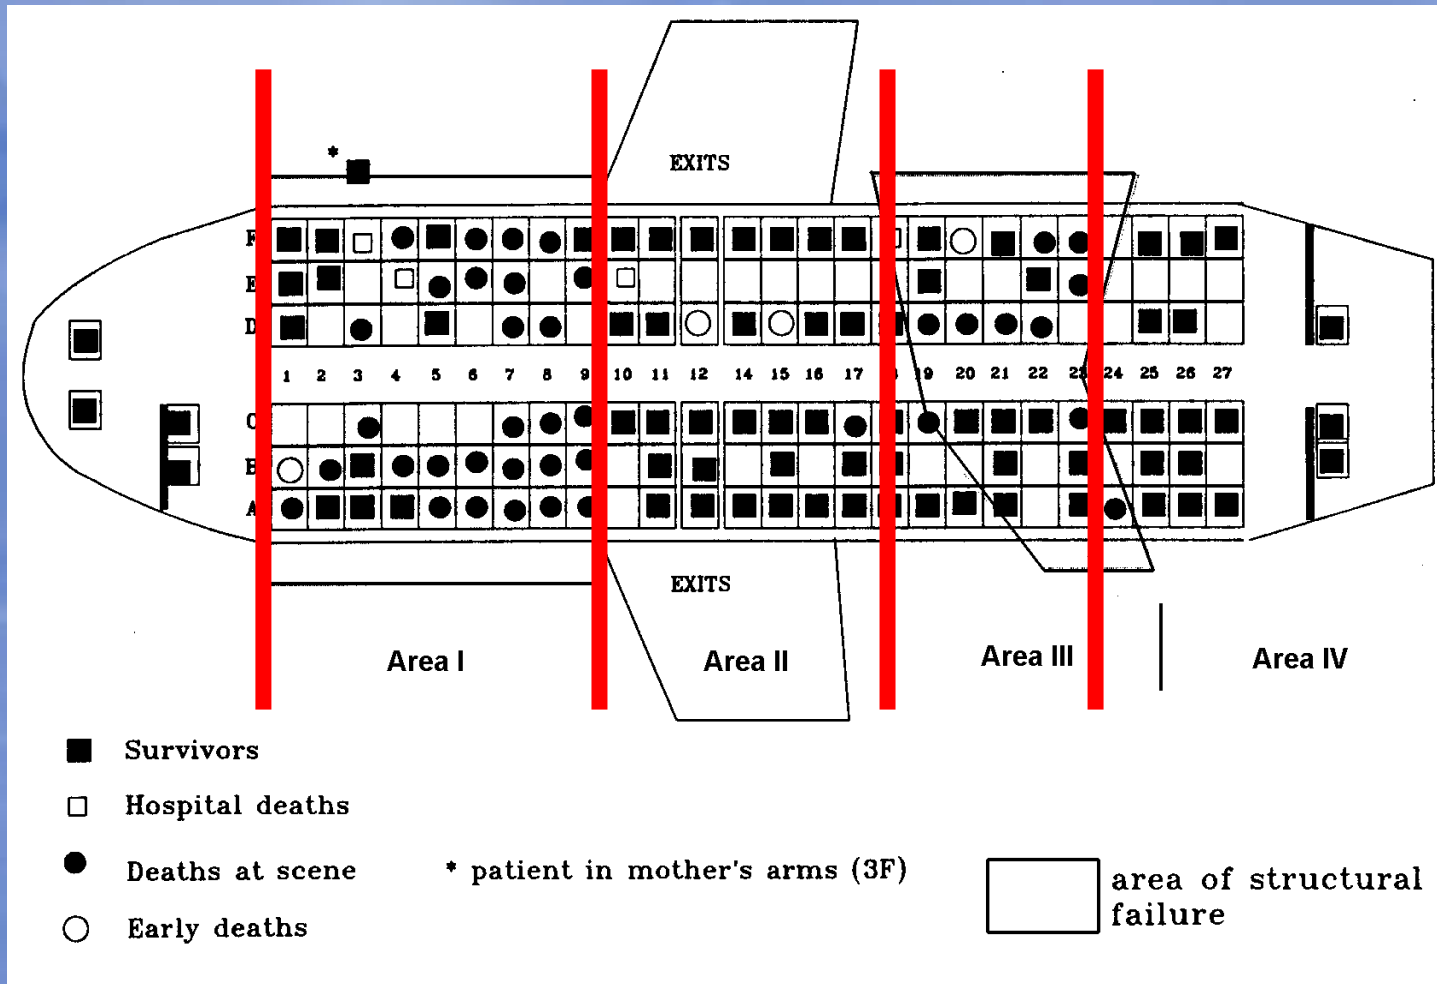 *
EXITS
F
E
D
1 2 3 4 5 6 7 8 9 10 11 12 14 15 16 17 8 19 20 21 22 23 24 25 26 27
C
B
A
EXITS
Area I
Area II
Area III
Area IV
Survivors
Hospital deaths
Deaths at scene
* patient in mother's arms (3F)
Early deaths
area of structural
failure